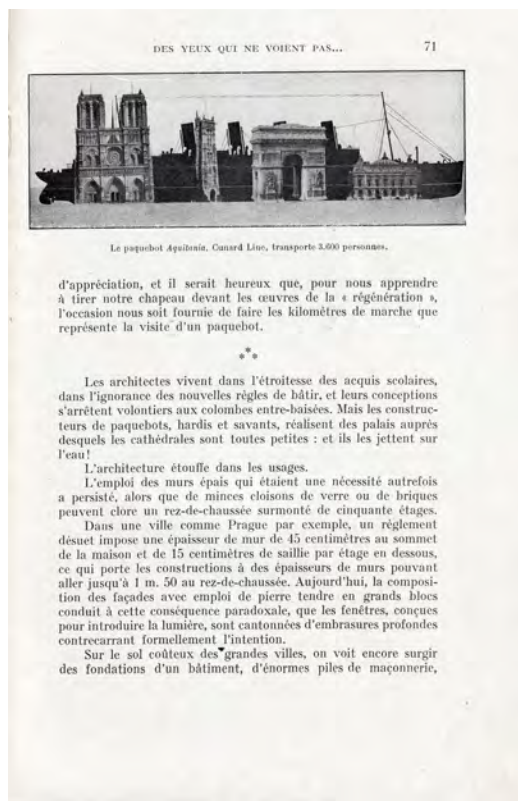 DES YEUX QUI NE VOIENT PAS... 71
Le paquebot Aquitania, Cunard Line, transporte 3.600 personnes.
d'appréciation, et il serait heureux que, pour nous apprendre
à tirer notre chapeau devant les œuvres de la « régénération »,
l'occasion nous soit fournie de faire les kilomètres de marche que
représente la visite d'un paquebot.
* * *
Les architectes vivent dans l'étroitesse des acquis scolaires,
dans l'ignorance des nouvelles règles de bâtir, et leurs conceptions
s'arrêtent volontiers aux colombes entre-baisées. Mais les construc-
teurs de paquebots, hardis et savants, réalisent des palais auprès
desquels les cathédrales sont toutes petites : et ils les jettent sur
l'eau !
L'architecture étouffe dans les usages.
L'emploi des murs épais qui étaient une nécessité autrefois
a persisté, alors que de minces cloisons de verre ou de briques
peuvent clore un rez-de-chaussée surmonté de cinquante étages.
Dans une ville comme Prague par exemple, un règlement
désuet impose une épaisseur de mur de 45 centimètres au sommet
de la maison et de 15 centimètres de saillie par étage en dessous,
ce qui porte les constructions à des épaisseurs de murs pouvant
aller jusqu'à 1 m. 50 au rez-de-chaussée. Aujourd'hui, la composi-
tion des façades avec emploi de pierre tendre en grands blocs
conduit à cette conséquence paradoxale, que les fenêtres, conçues
pour introduire la lumière, sont cantonnées d'embrasures profondes
contrecarrant formellement l'intention.
Sur le sol coûteux des grandes villes, on voit encore surgir
des fondations d'un bâtiment, d'énormes piles de maçonnerie,